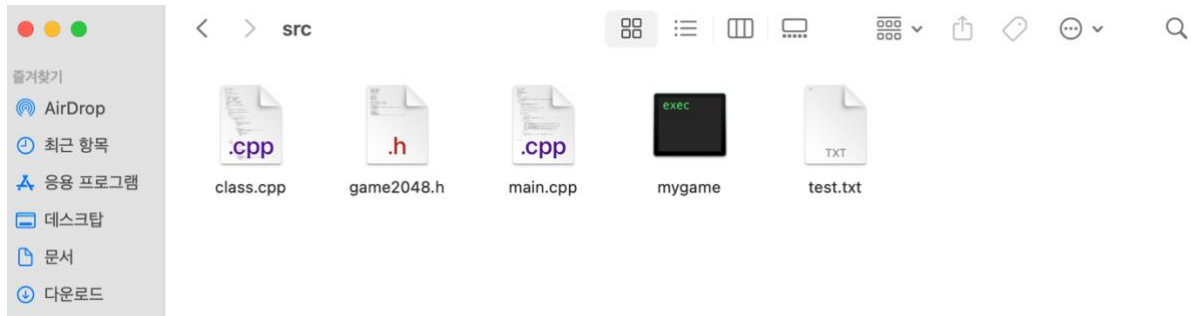 src
즐겨찾기
AirDrop
최근 항목
응용 프로그램
데스크탑
문서
다운로드
.cpp
.h
.cpp
exec
TXT
class.cpp
game2048.h
main.cpp
mygame
test.txt